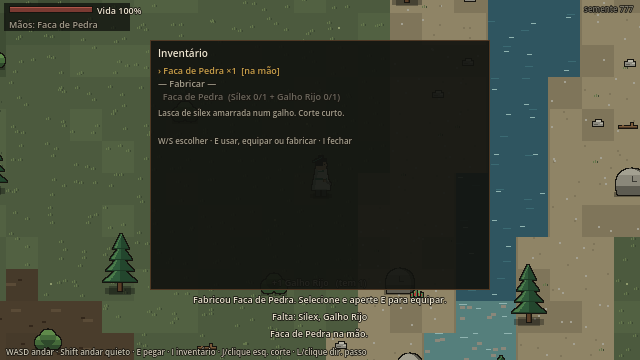 Vida 100%
semente 777
Mãos: Faca de Pedra
Inventário
› Faca de Pedra ×1 [na mão]
— Fabricar —
Faca de Pedra (Sílex 0/1 + Galho Rijo 0/1)
Lasca de sílex amarrada num galho. Corte curto.
W/S escolher · E usar, equipar ou fabricar · I fechar
Fabricou Faca de Pedra. Selecione e aperte E para equipar.
Falta: Sílex, Galho Rijo
Faca de Pedra na mão.
WASD andar · Shift andar quieto · E pegar · I inventário · J/clique esq. corte · L/clique dir. passo